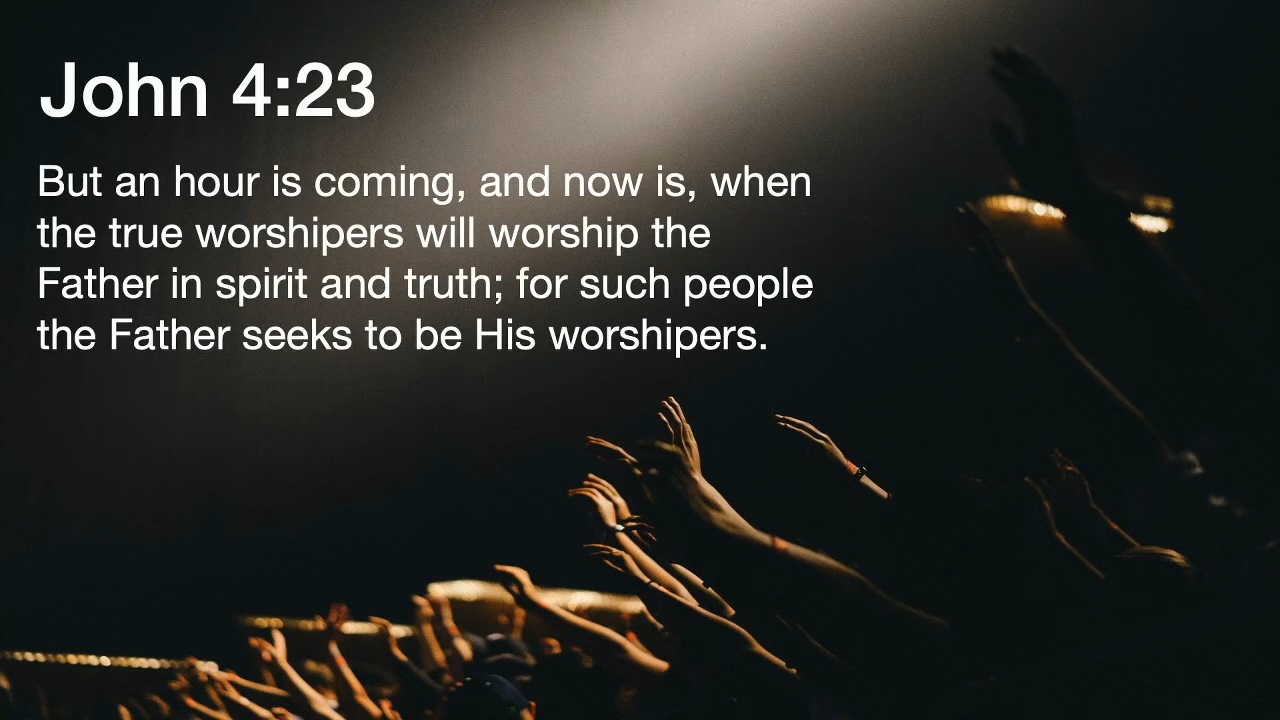 John 4:23
But an hour is coming, and now is, when
the true worshipers will worship the
Father in spirit and truth; for such people
the Father seeks to be His worshipers.